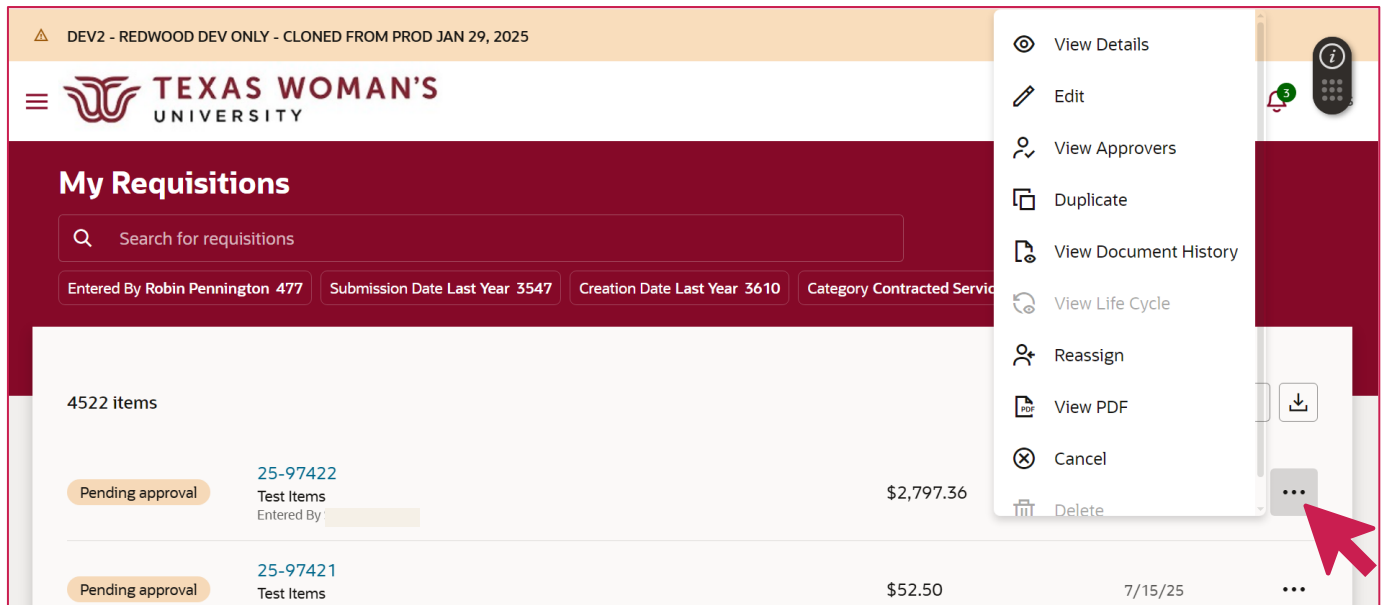 DEV2 - REDWOOD DEV ONLY - CLONED FROM PROD JAN 29, 2025
TEXAS WOMAN'S
UNIVERSITY
3
My Requisitions
Search for requisitions
Entered By Robin Pennington 477
Submission Date Last Year 3547
Creation Date Last Year 3610
Category Contracted
View Details
Edit
View Approvers
Duplicate
View Document History
View Life Cycle
Reassign
PDF View PDF
Cancel
Delete
4522 items
Pending approval
25-97422
Test Items
Entered By
$2,797.36
Pending approval
25-97421
Test Items
$52.50
7/15/25